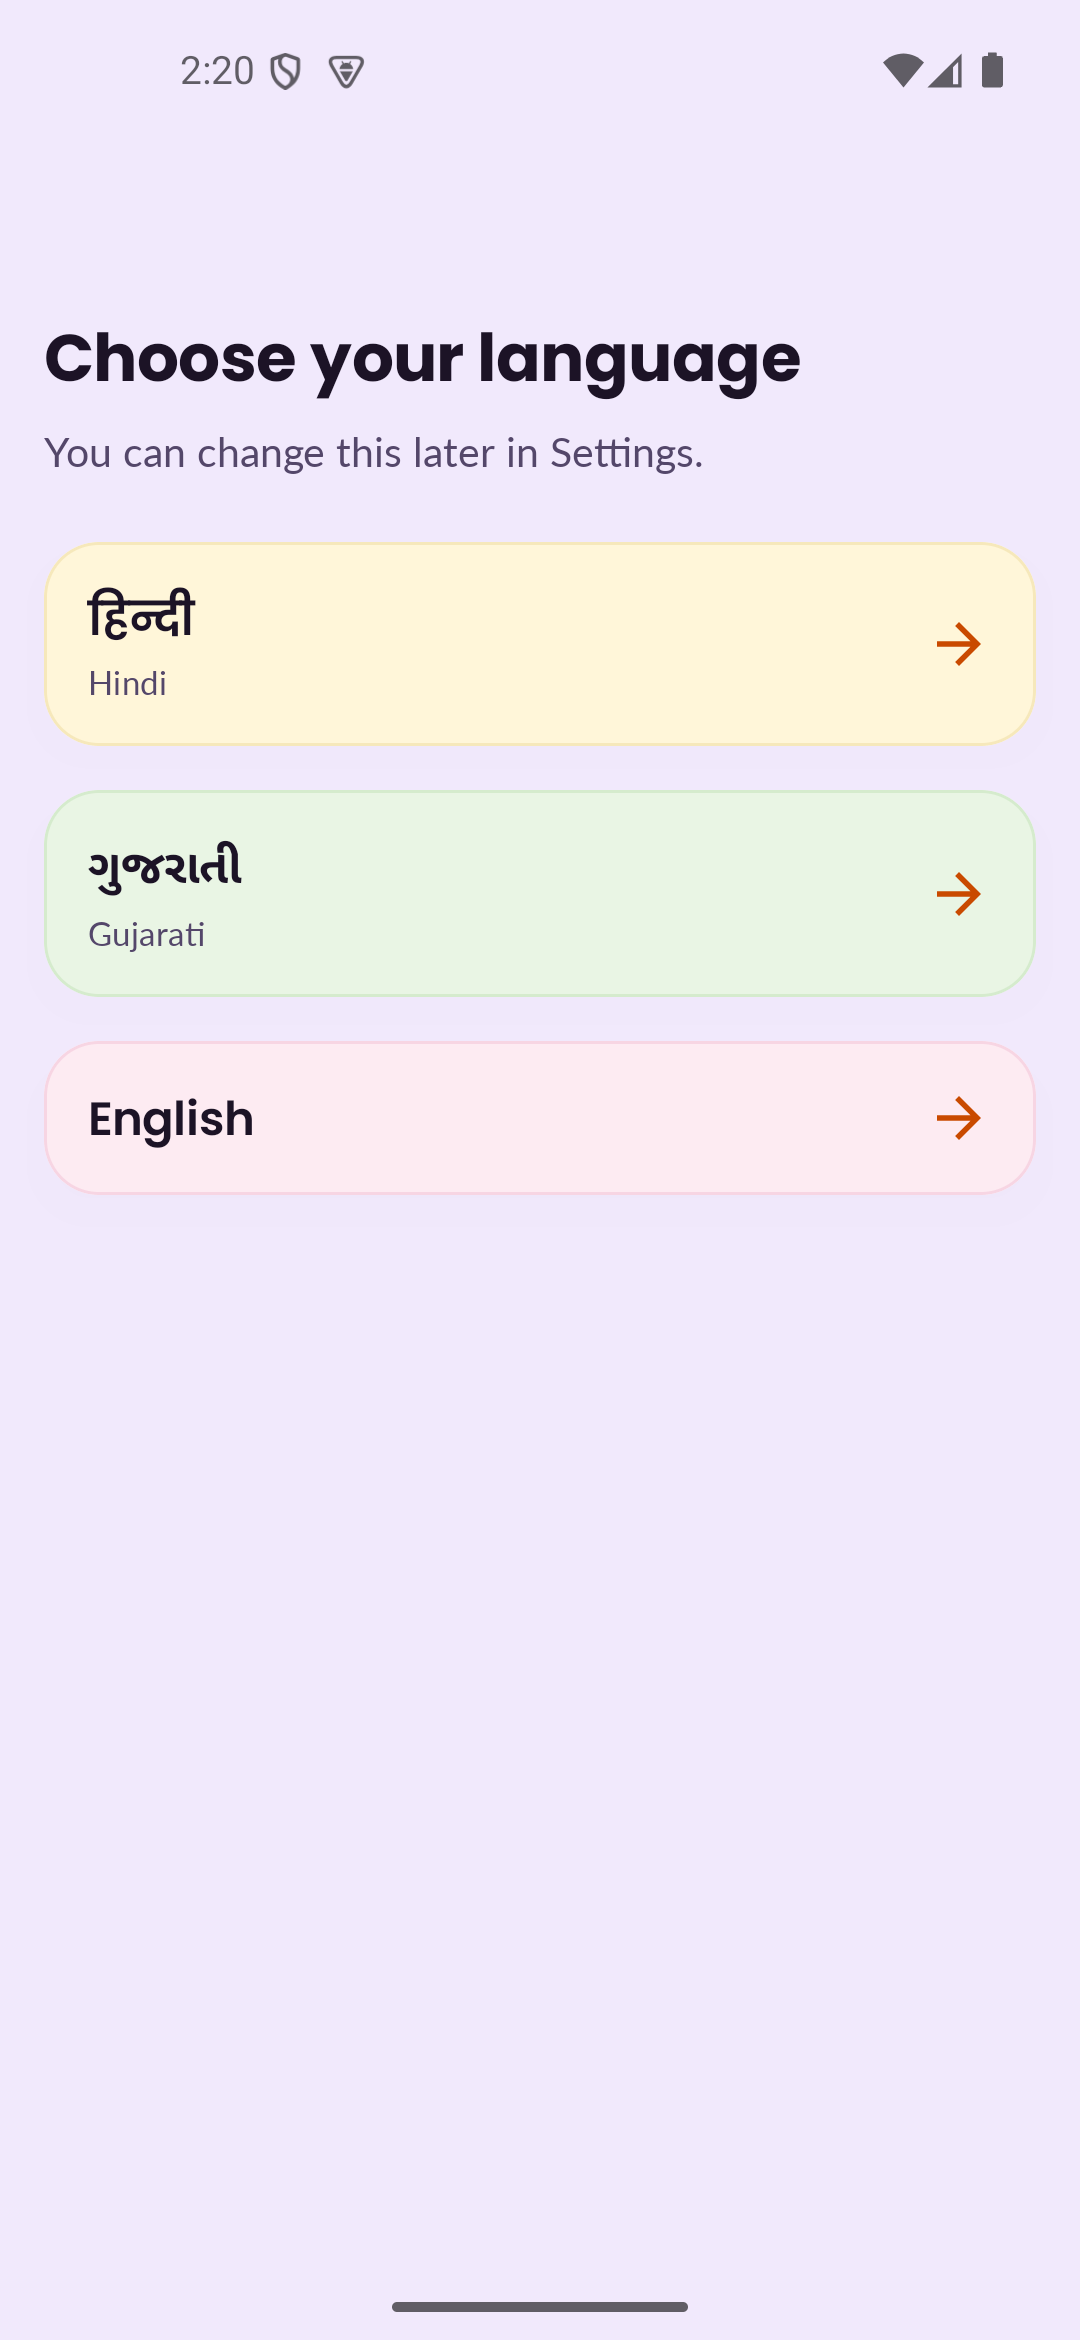 2:20
Choose your language
You can change this later in Settings.
हिन्दी
Hindi
ગુજરાતી
Gujarati
English